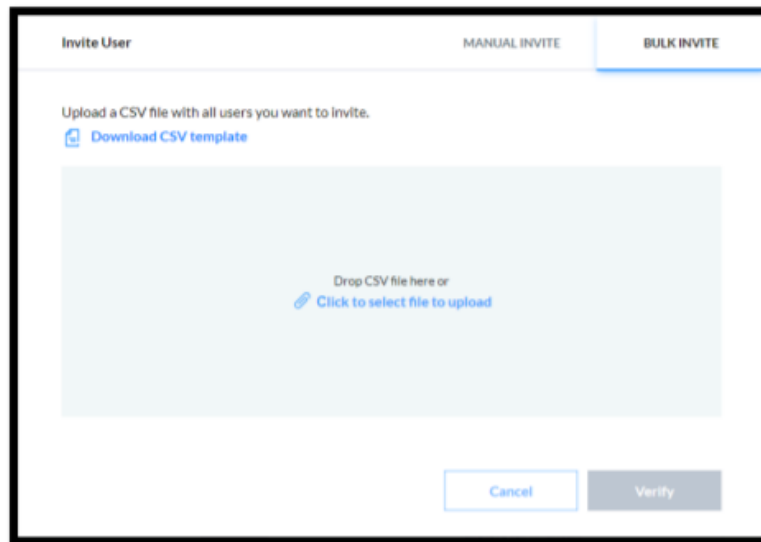 Invite User
MANUAL INVITE
BULK INVITE
Upload a CSV file with all users you want to invite.
Download CSV template
Drop CSV file here or
Click to select file to upload
Cancel
Verify